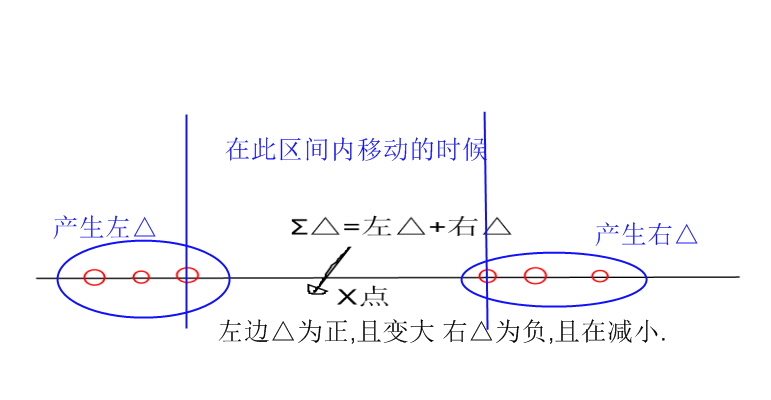 在此区间内移动的时候
产生左△
Σ△=左△+右△
产生右△
X点
左边△为正,且变大 右△为负,且在减小.